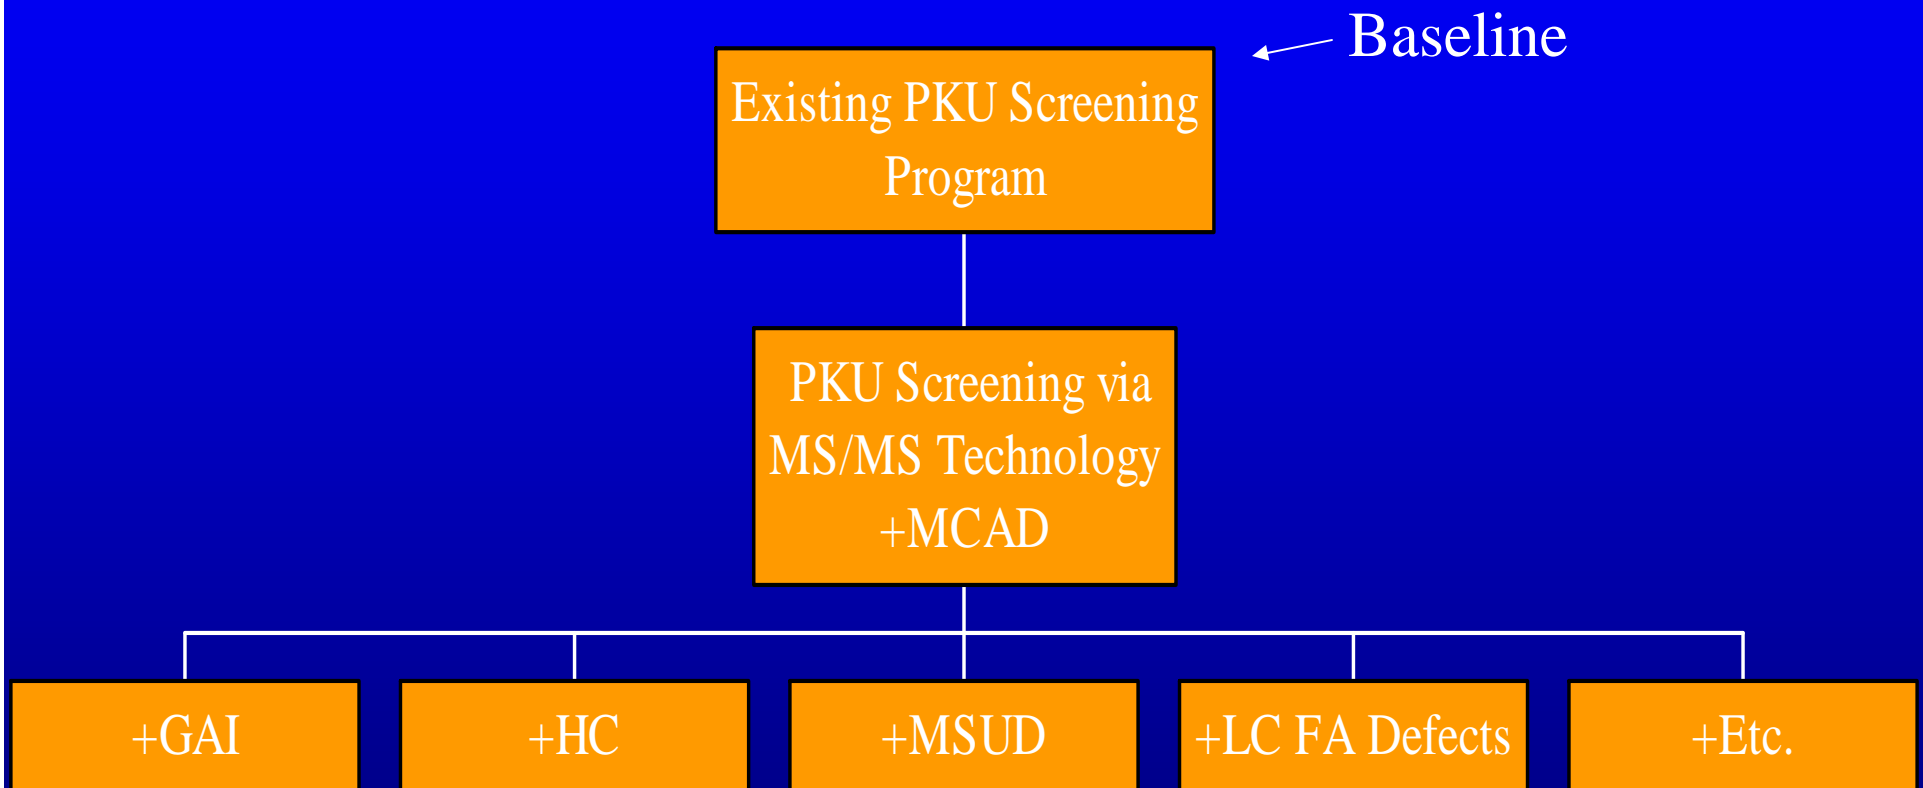 Baseline
Existing PKU Screening
Program
PKU Screening via
MS/MS Technology
+MCAD
+GAI
+HC
+MSUD
+LC FA Defects
+Etc.